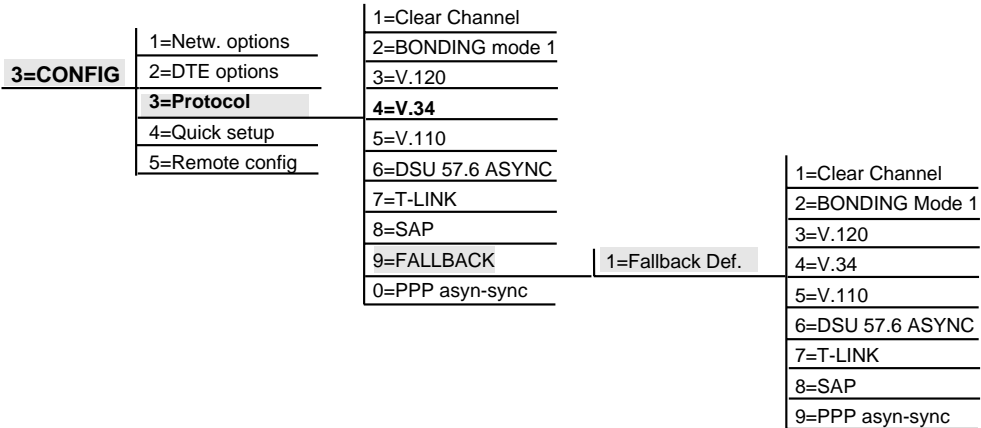 3=CONFIG
1=Netw. options
2=DTE options
3=Protocol
4=Quick setup
5=Remote config
1=Clear Channel
2=BONDING mode 1
3=V.120
4=V.34
5=V.110
6=DSU 57.6 ASYNC
7=T-LINK
8=SAP
9=FALLBACK
0=PPP asyn-sync
1=Fallback Def.
1=Clear Channel
2=BONDING Mode 1
3=V.120
4=V.34
5=V.110
6=DSU 57.6 ASYNC
7=T-LINK
8=SAP
9=PPP asyn-sync